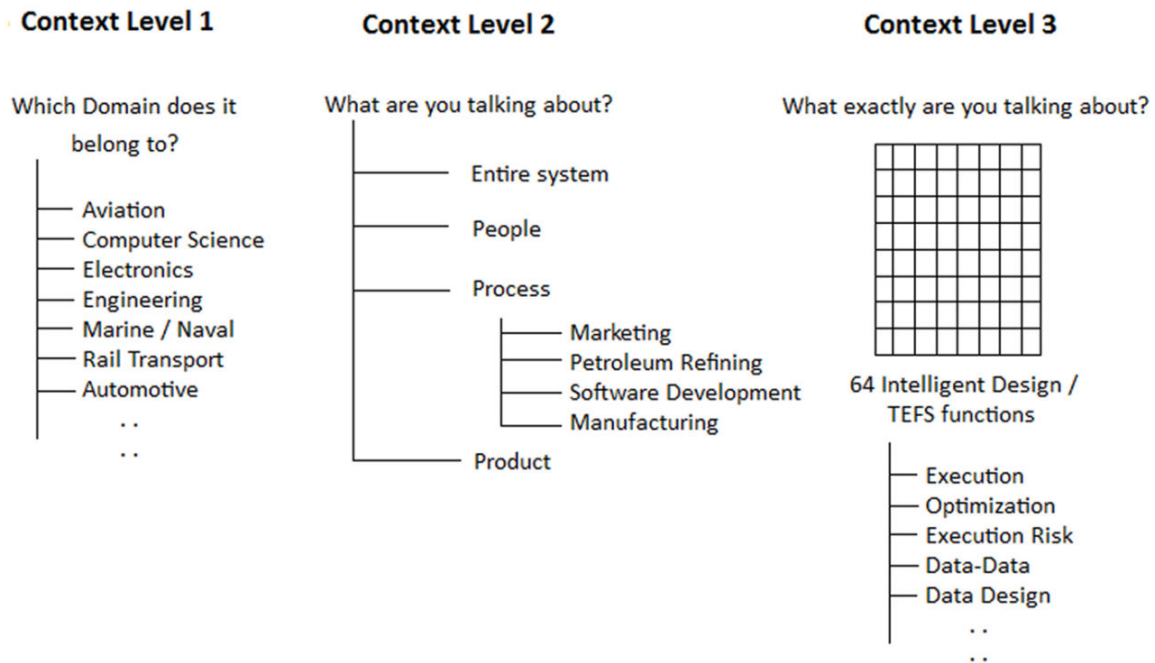 Context Level 1
Which Domain does it
belong to?
Aviation
Computer Science
Electronics
Engineering
Marine / Naval
Rail Transport
Automotive
. .
. .
Context Level 2
What are you talking about?
Entire system
People
Process
Marketing
Petroleum Refining
Software Development
Manufacturing
Product
Context Level 3
What exactly are you talking about?
64 Intelligent Design /
TEFS functions
Execution
Optimization
Execution Risk
Data-Data
Data Design
. .
. .